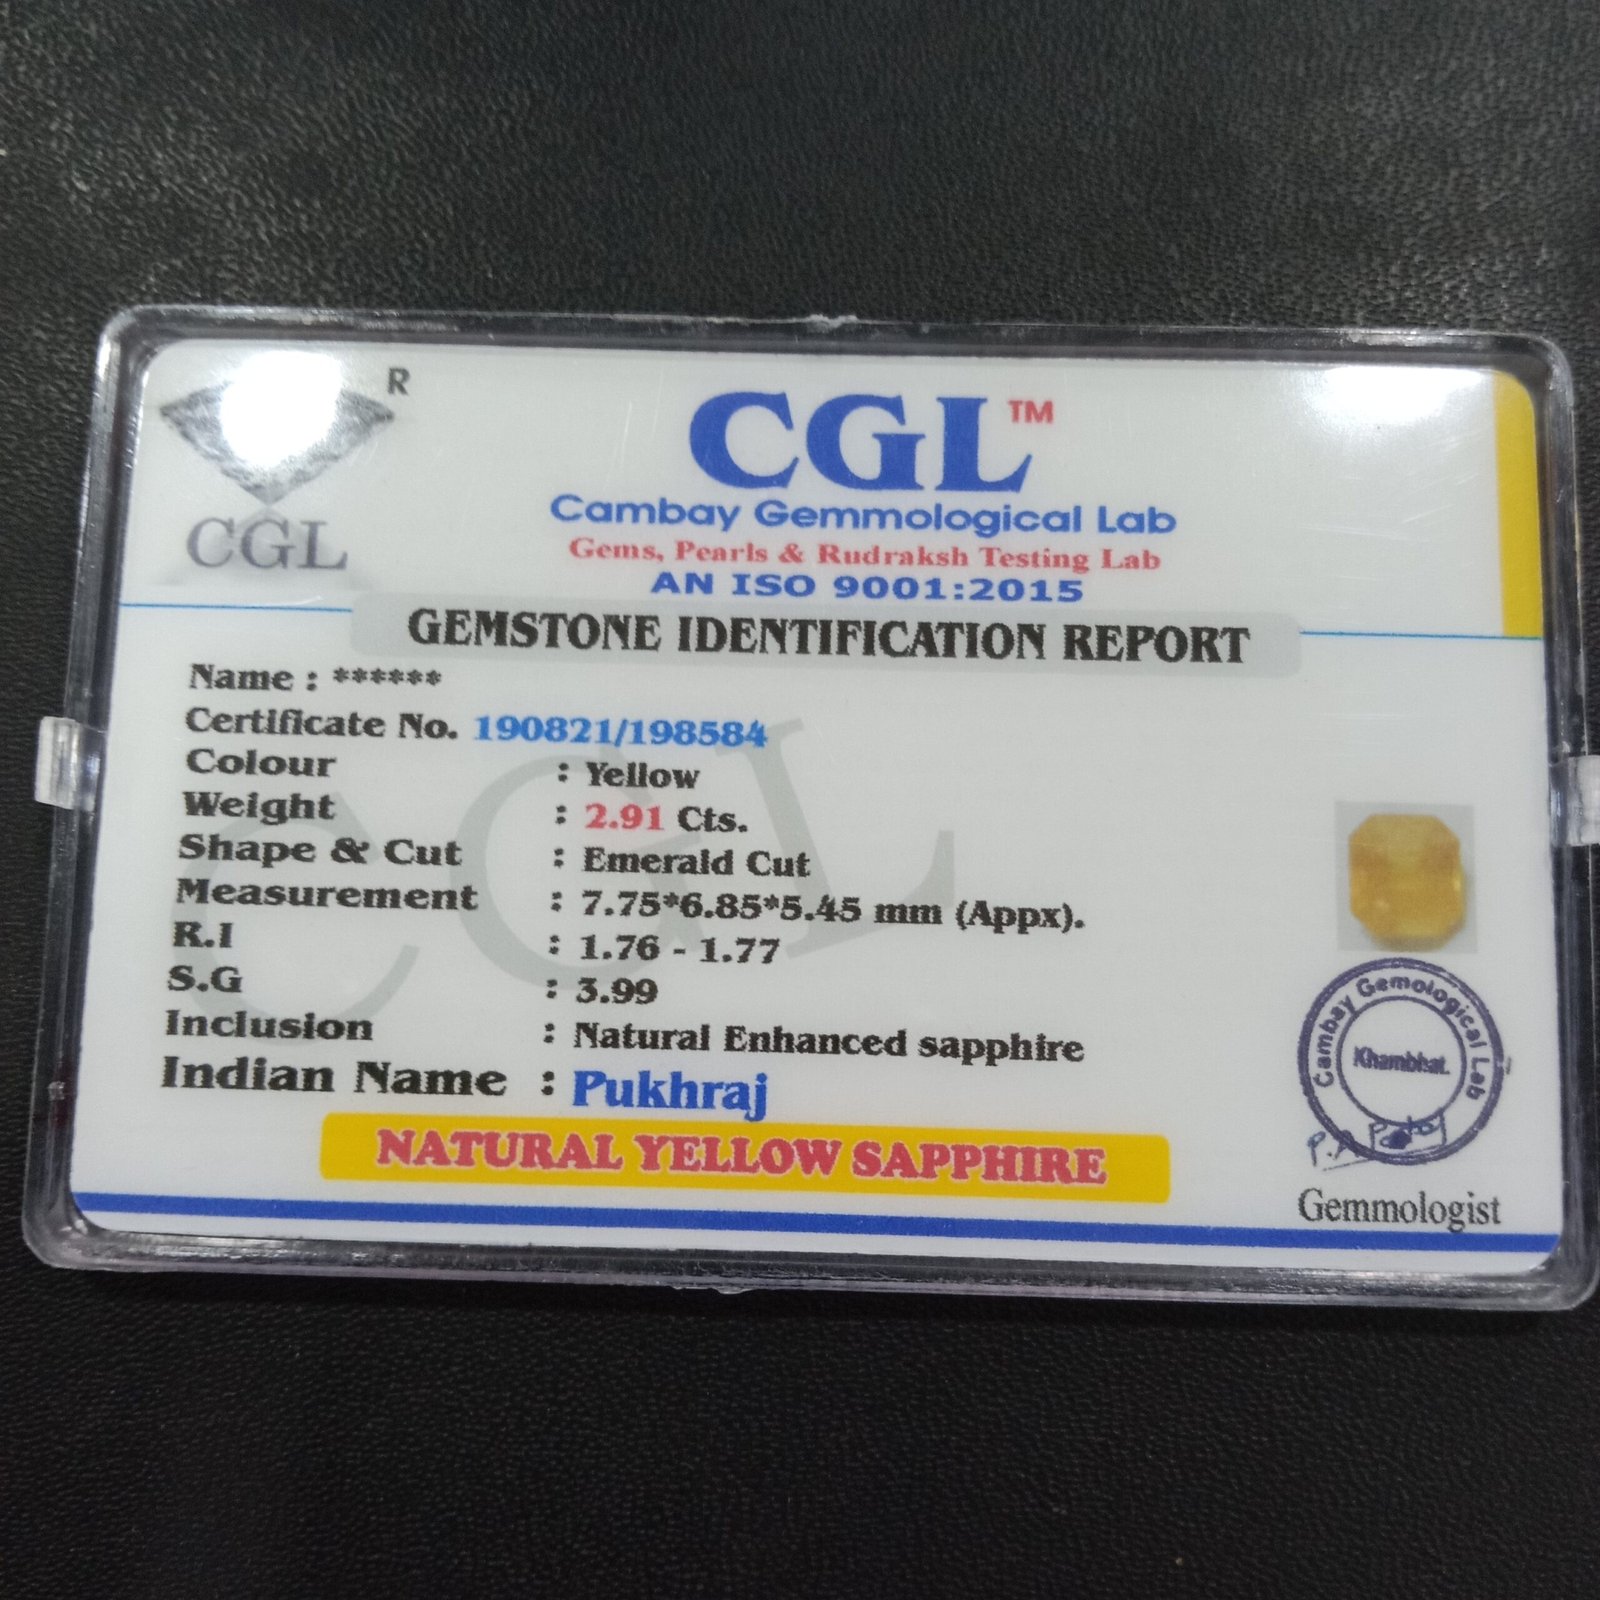 R
CGL
CGL™
Cambay Gemmological Lab
Gems, Pearls & Rudraksh Testing Lab
AN ISO 9001:2015
GEMSTONE IDENTIFICATION REPORT
Name : ******
Certificate No. 190821/198584
Colour : Yellow
Weight : 2.91 Cts.
Shape & Cut : Emerald Cut
Measurement : 7.75*6.85*5.45 mm (Appx).
R.I : 1.76 - 1.77
S.G : 3.99
Inclusion : Natural Enhanced sapphire
Indian Name : Pukhraj
NATURAL YELLOW SAPPHIRE
CGL
Cambay Gemological Lab
Khambhat.
Gemmologist